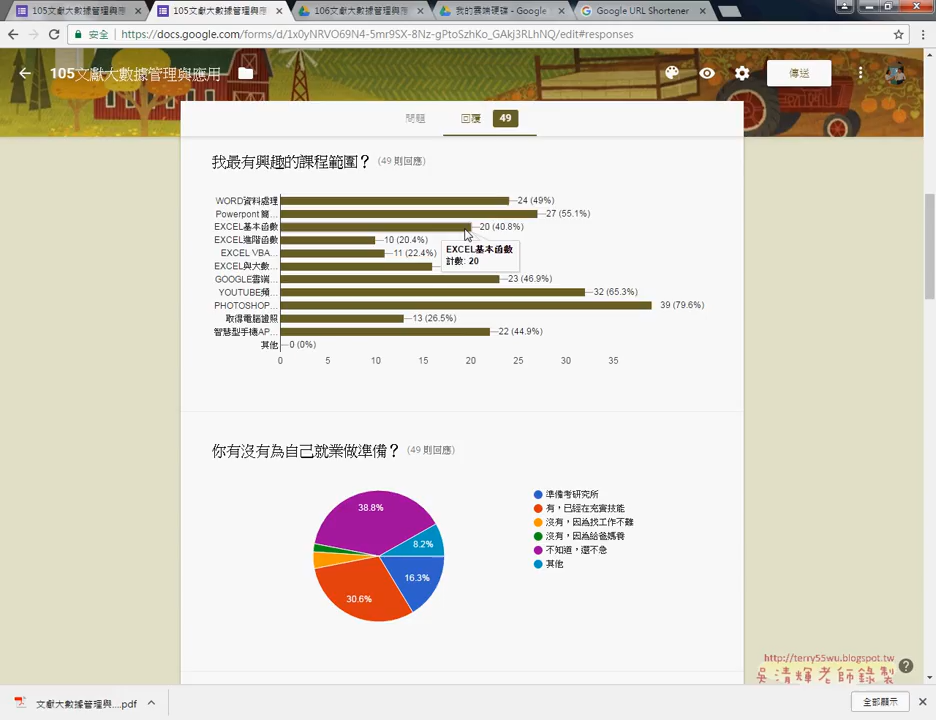 105文獻大數據管理與應
105文獻大數據管理與應
106文獻大數據管理與應
我的雲端硬碟 - Google
Google URL Shortener
安全
https://docs.google.com/forms/d/1x0yNRVO69N4-5mr9SX-8Nz-gPtoSzhKo_GAkj3RLhNQ/edit#responses
105文獻大數據管理與應用
傳送
問題
回覆 49
我最有興趣的課程範圍？ (49 則回應)
WORD資料處理 24 (49%)
Powerpont 簡... 27 (55.1%)
EXCEL基本函數 20 (40.8%)
EXCEL進階函數 10 (20.4%)
EXCEL基本函數
計數: 20
EXCEL VBA... 11 (22.4%)
EXCEL與大數...
GOOGLE雲端... 23 (46.9%)
YOUTUBE頻... 32 (65.3%)
PHOTOSHOP... 39 (79.6%)
取得電腦證照 13 (26.5%)
智慧型手機AP... 22 (44.9%)
其他 0 (0%)
0 5 10 15 20 25 30 35
你有沒有為自己就業做準備？ (49 則回應)
38.8%
8.2%
16.3%
30.6%
準備考研究所
有，已經在充實技能
沒有，因為找工作不難
沒有，因為給爸媽養
不知道，還不急
其他
http://terry55wu.blogspot.tw
吳清輝老師錄製
文獻大數據管理與....pdf
全部顯示